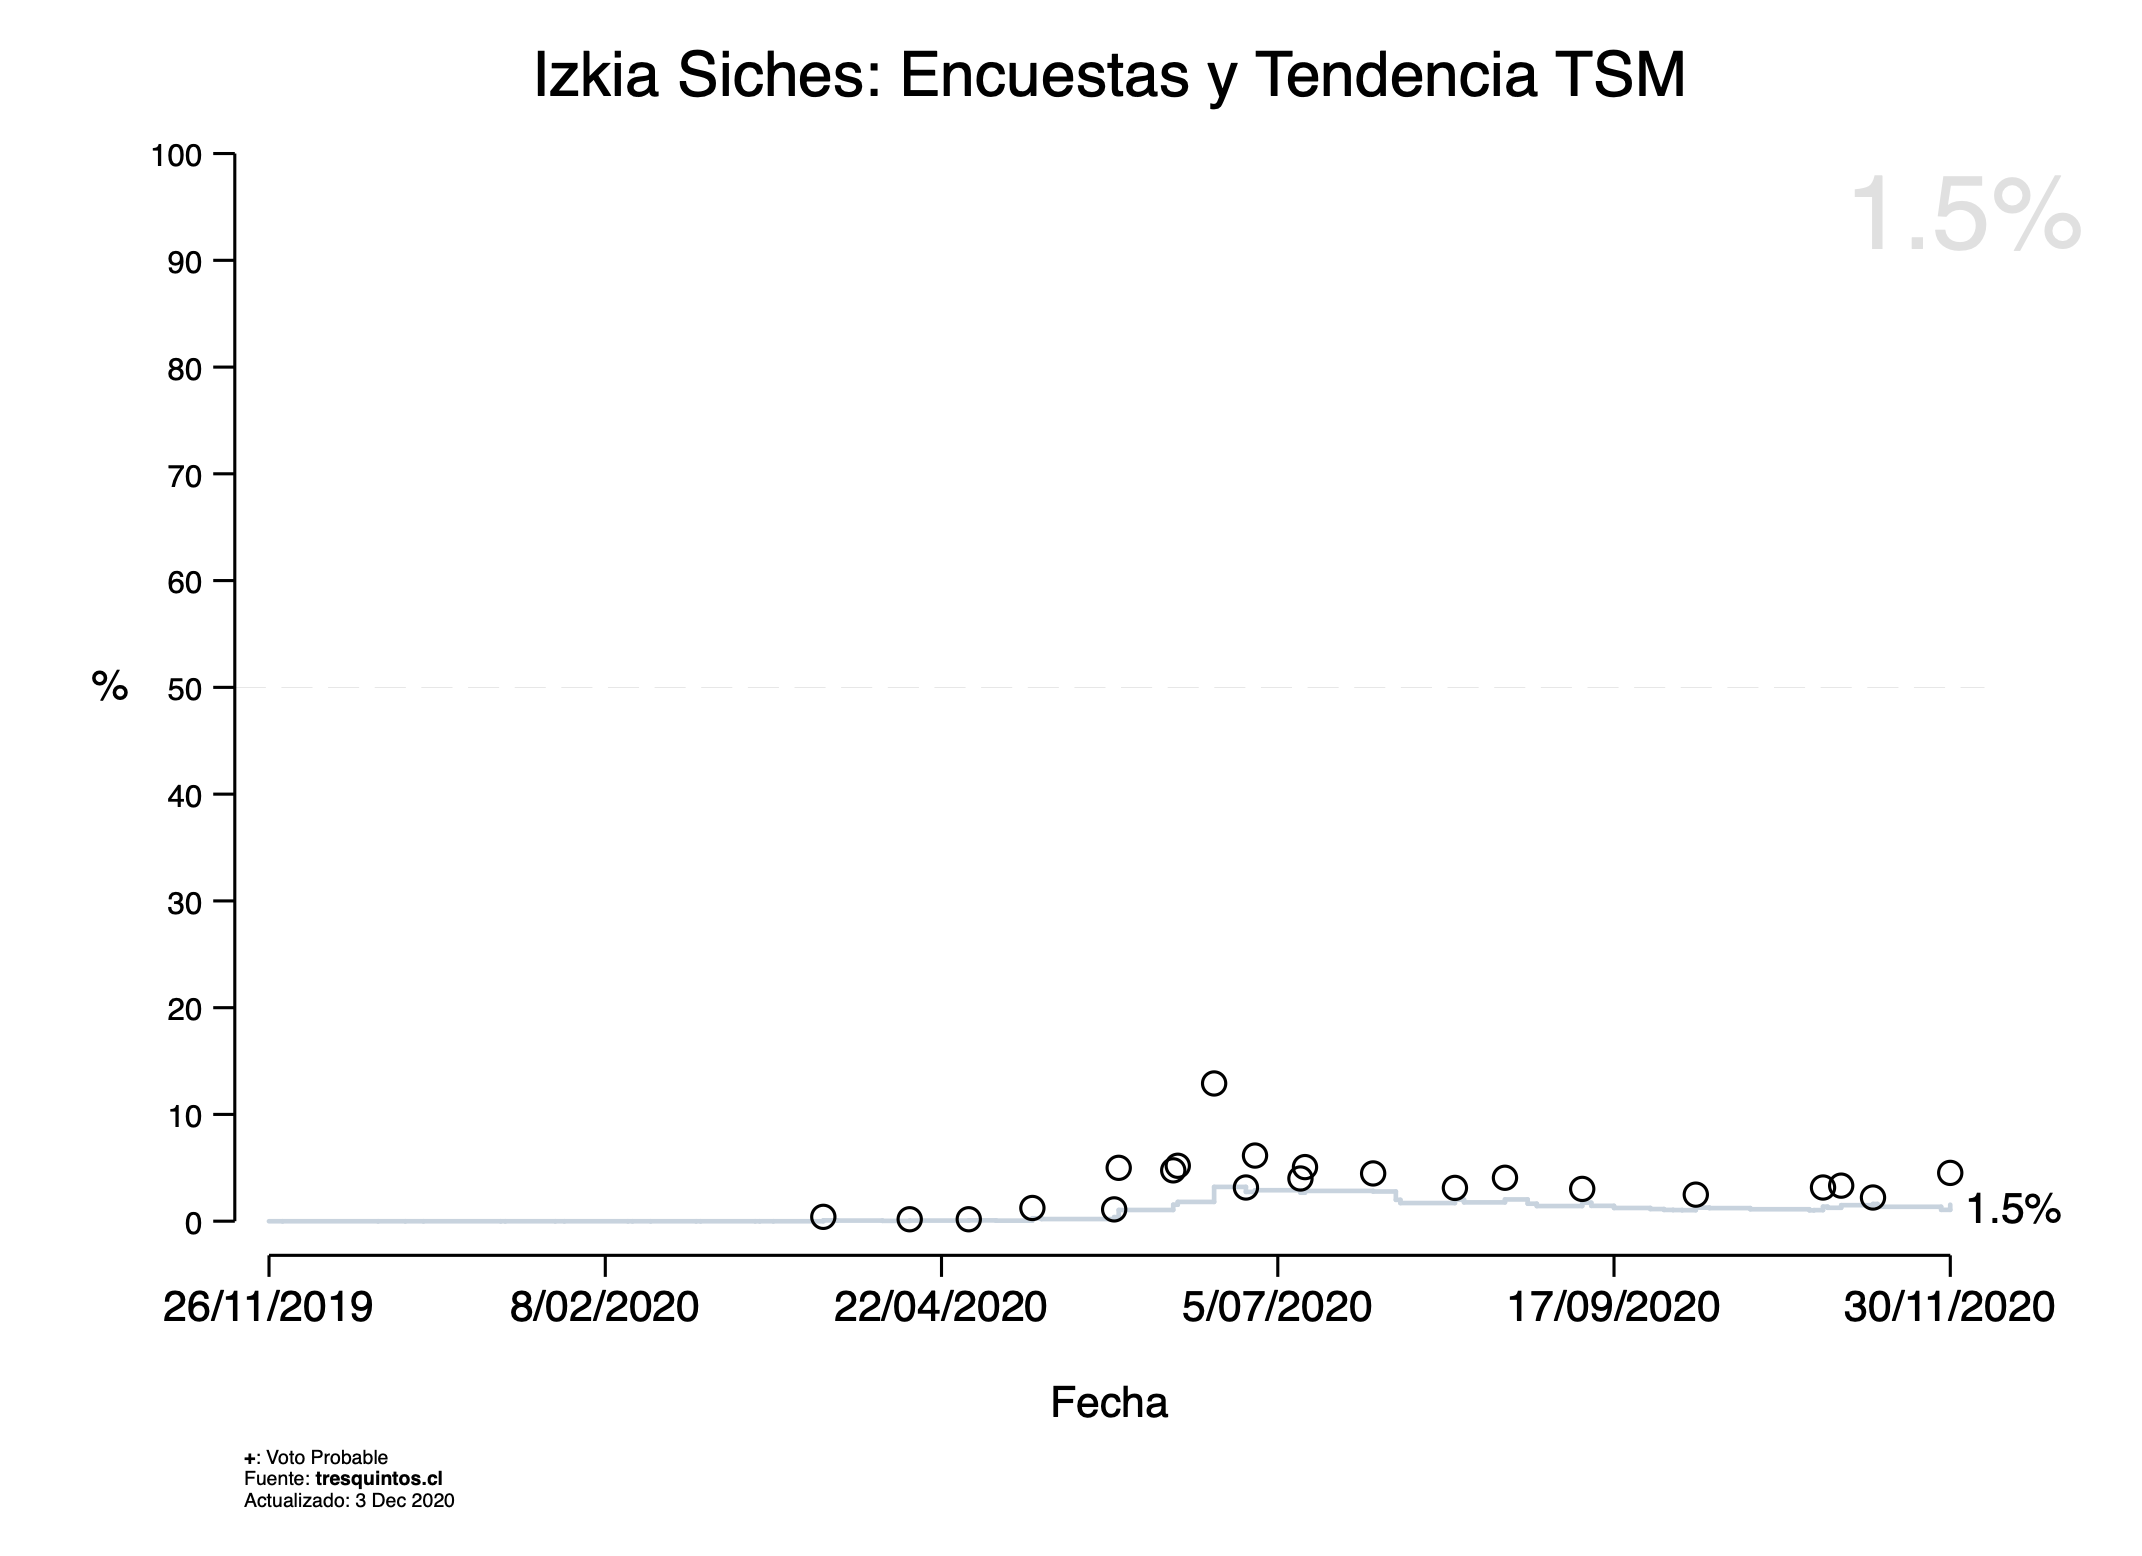 Izkia Siches: Encuestas y Tendencia TSM
1.5%
100
90
80
70
60
50
40
30
20
10
0
%
1.5%
26/11/2019 8/02/2020 22/04/2020 5/07/2020 17/09/2020 30/11/2020
Fecha
+: Voto Probable
Fuente: tresquintos.cl
Actualizado: 3 Dec 2020